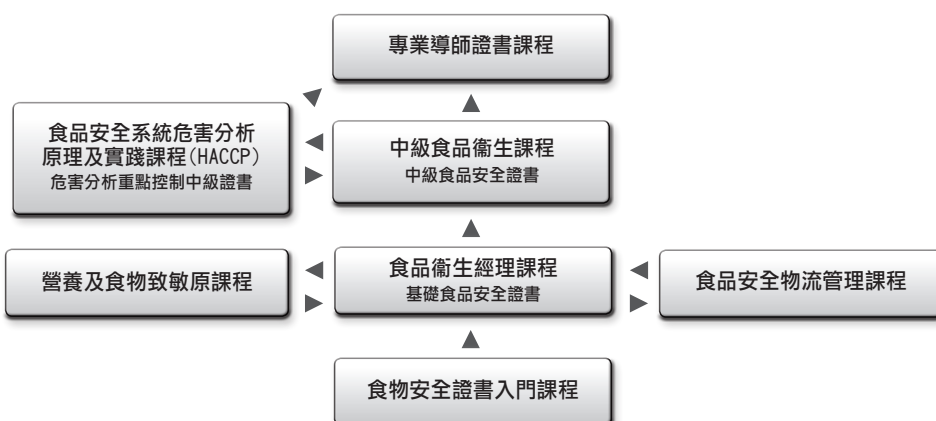 專業導師證書課程
食品安全系統危害分析
原理及實踐課程(HACCP)
危害分析重點控制中級證書
中級食品衞生課程
中級食品安全證書
營養及食物致敏原課程
食品衞生經理課程
基礎食品安全證書
食品安全物流管理課程
食物安全證書入門課程